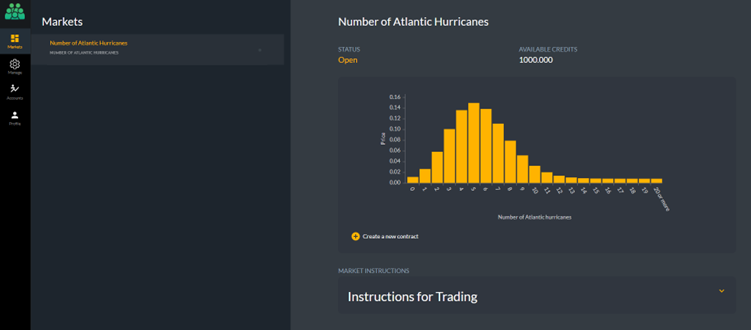 Markets
Number of Atlantic Hurricanes
NUMBER OF ATLANTIC HURRICANES
Markets
Manage
Accounts
Profile
Number of Atlantic Hurricanes
STATUS
AVAILABLE CREDITS
Open
1000.000
0.16
0.14
0.12
0.10
0.08
0.06
0.04
0.02
0.00
Price
0 1 2 3 4 5 6 7 8 9 10 11 12 13 14 15 16 17 18 19 20 or more
Number of Atlantic hurricanes
Create a new contract
MARKET INSTRUCTIONS
Instructions for Trading